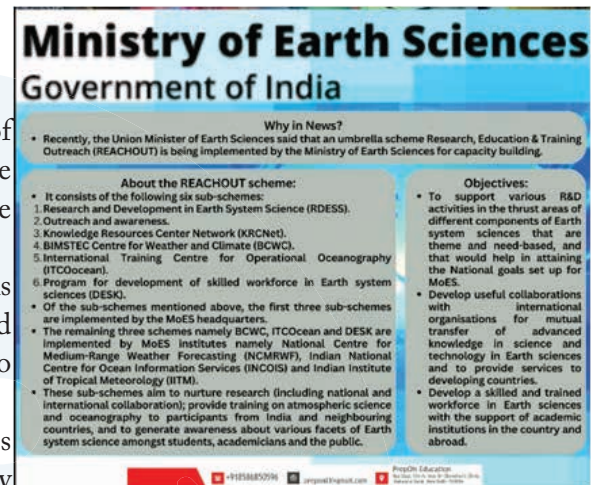 Ministry of Earth Sciences
Government of India
of
e
e
s
d
o
s
y
Why in News?
• Recently, the Union Minister of Earth Sciences said that an umbrella scheme Research, Education & Training
Outreach (REACHOUT) is being implemented by the Ministry of Earth Sciences for capacity building.
About the REACHOUT scheme:
• It consists of the following six sub-schemes:
1. Research and Development in Earth System Science (RDESS).
2. Outreach and awareness.
3. Knowledge Resources Center Network (KRCNet).
4. BIMSTEC Centre for Weather and Climate (BCWC).
5. International Training Centre for Operational Oceanography
(ITCOocean).
6. Program for development of skilled workforce in Earth system
sciences (DESK).
• Of the sub-schemes mentioned above, the first three sub-schemes
are implemented by the MoES headquarters.
• The remaining three schemes namely BCWC, ITCOcean and DESK are
implemented by MoES institutes namely National Centre for
Medium-Range Weather Forecasting (NCMRWF), Indian National
Centre for Ocean Information Services (INCOIS) and Indian Institute
of Tropical Meteorology (IITM).
• These sub-schemes aim to nurture research (including national and
international collaboration); provide training on atmospheric science
and oceanography to participants from India and neighbouring
countries, and to generate awareness about various facets of Earth
system science amongst students, academicians and the public.
Objectives:
• To support various R&D
activities in the thrust areas of
different components of Earth
system sciences that are
theme and need-based, and
that would help in attaining
the National goals set up for
MoES.
• Develop useful collaborations
with international
organisations for mutual
transfer of advanced
knowledge in science and
technology in Earth sciences
and to provide services to
developing countries.
• Develop a skilled and trained
workforce in Earth sciences
with the support of academic
institutions in the country and
abroad.
PrepOn Education